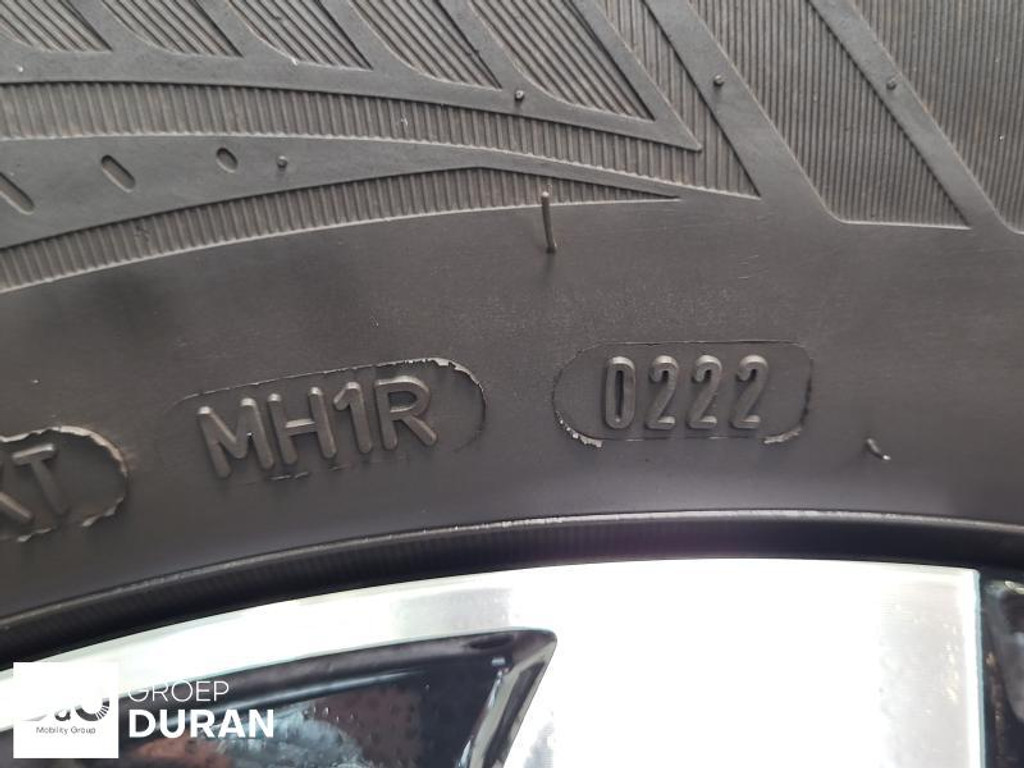 MH1R 0222
GROEP
DURAN
Mobility Group